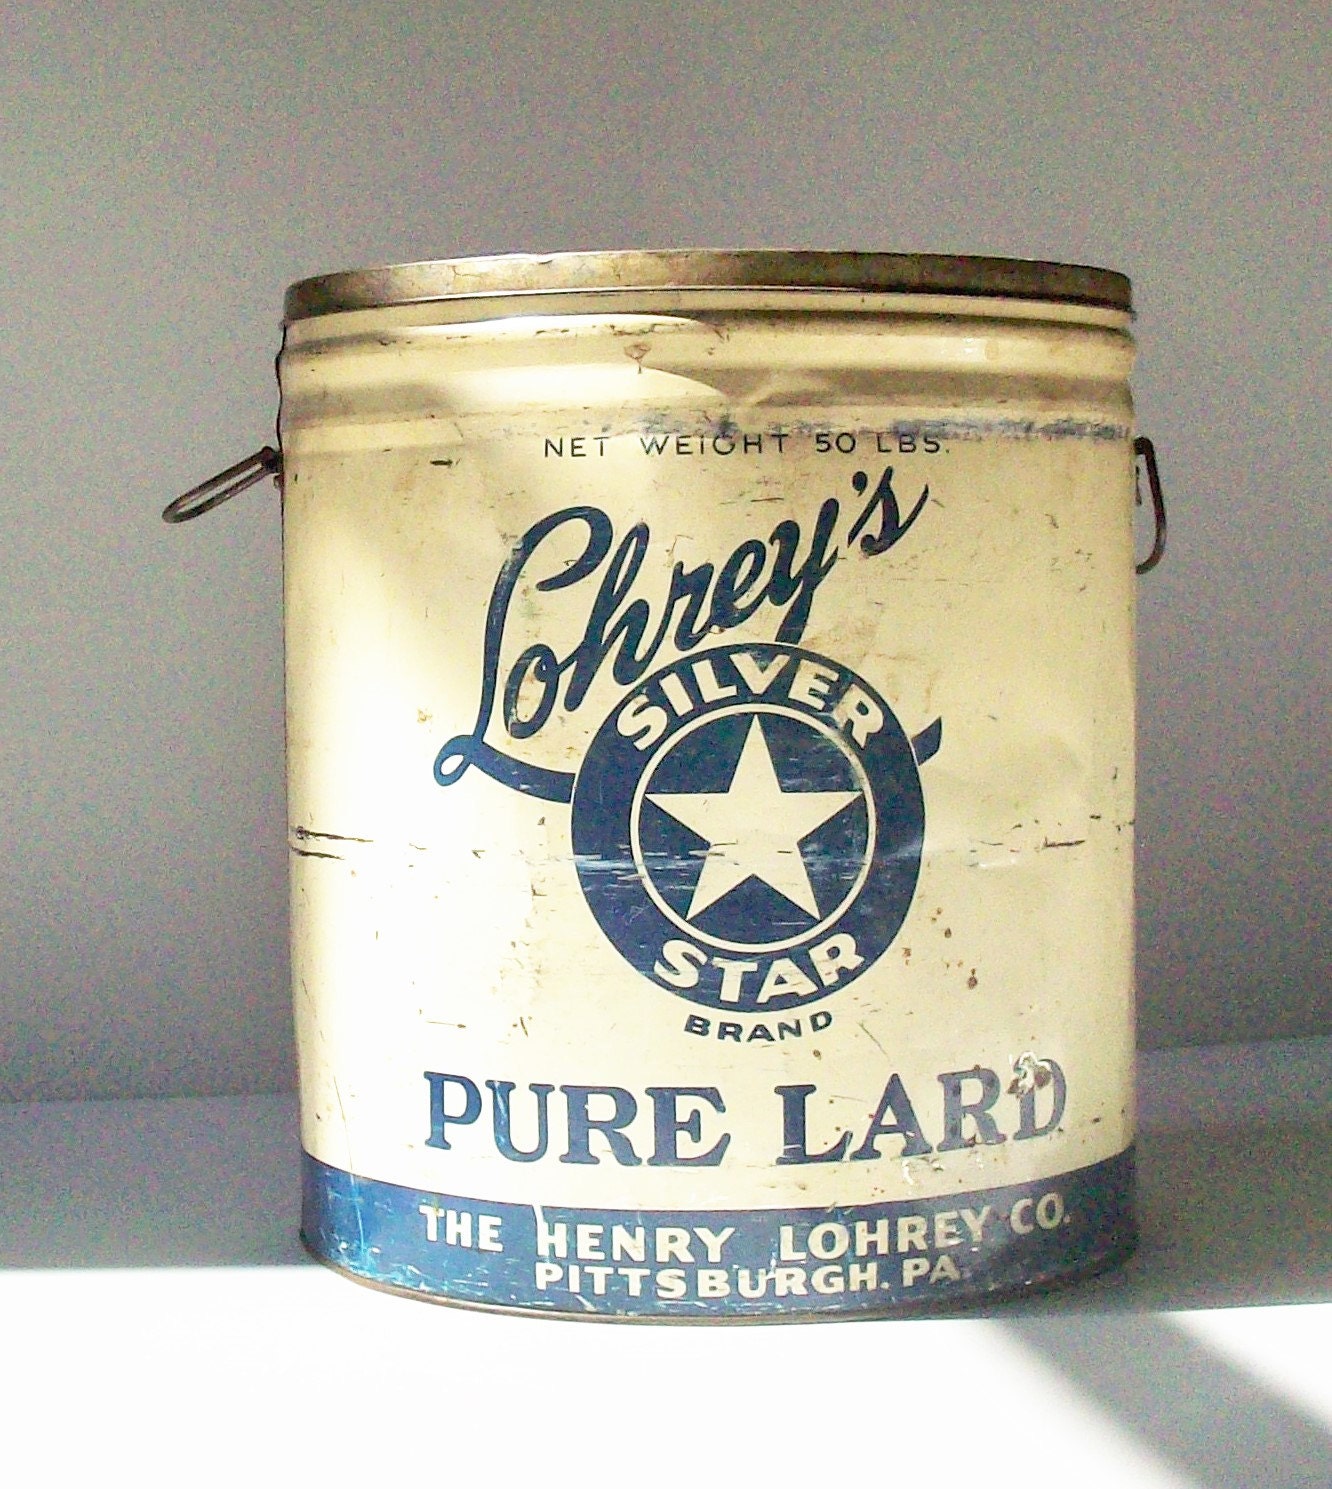 NET WEIGHT 50 LBS.
Lohrey's
SILVER
STAR
BRAND
PURE LARD
THE HENRY LOHREY CO.
PITTSBURGH. PA.